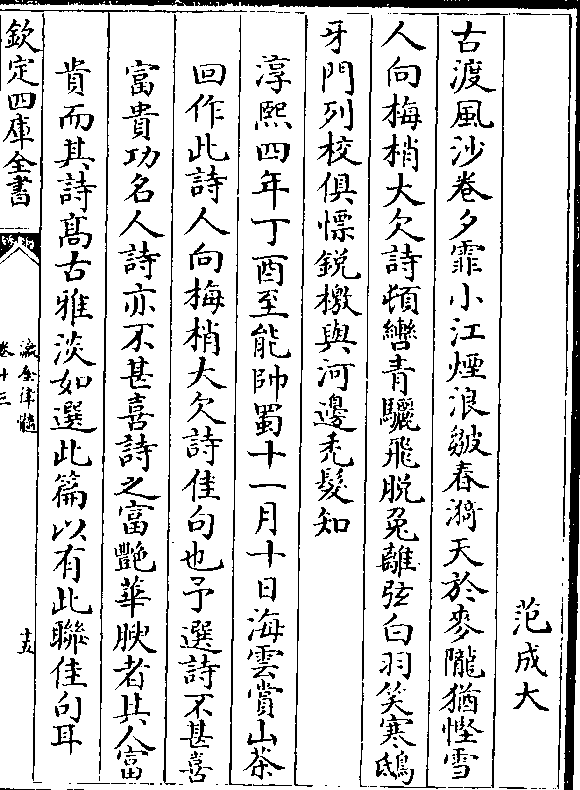 范成大
古渡風沙卷夕霏小江煙浪皺春漪天於麥隴猶慳雪
人向梅梢大欠詩頓轡青驪飛脱兔離弦白羽笑寒鴟
牙門列校俱慓鋭檄與河邊禿髮知
淳熙四年丁酉至能帥蜀十一月十日海雲賞山茶
回作此詩人向梅梢大欠詩佳句也予選詩不甚喜
富貴功名人詩亦不甚喜詩之富艷華腴者其人富
貴而其詩髙古雅淡如選此篇以有此聯佳句耳
欽定四庫全書
瀛奎律髓
卷十三
十五